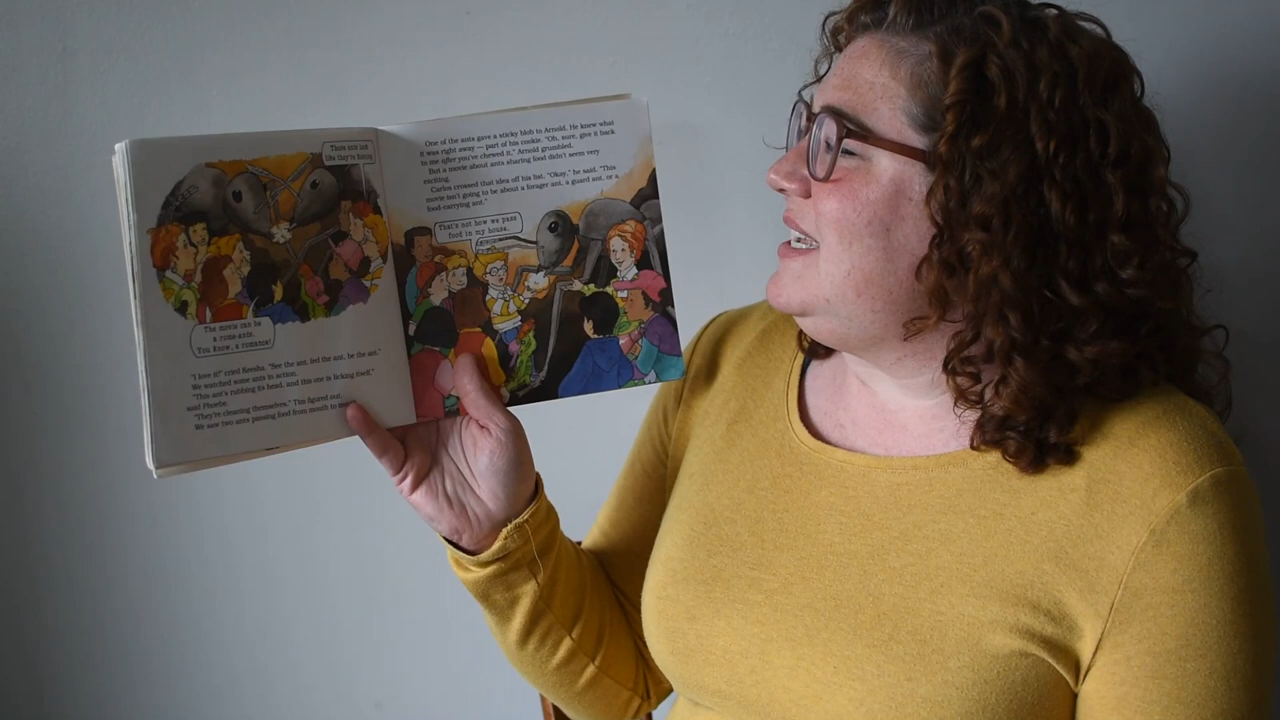 Those ants look
like they're kissing.
The movie can be
a rome-ants.
You know, a romance!
"I love it!" cried Keesha. "See the ant, fed the ant, be the ant."
We watched some ants in action.
"This ant's rubbing its head, and this one is licking itself,"
said Phoebe.
"They're cleaning themselves," Tim figured out.
We saw two ants passing food from mouth to
One of the ants gave a sticky blob to Arnold. He knew what
it was right away — part of his cookie. "Oh, sure, give it back
to me after you've chewed it," Arnold grumbled.
But a movie about ants sharing food didn't seem very
exciting.
Carlos crossed that idea off his list. "Okay," he said. "This
movie isn't going to be about a forager ant, a guard ant, or a
food-carrying ant."
That's not how we pass
food in my house.